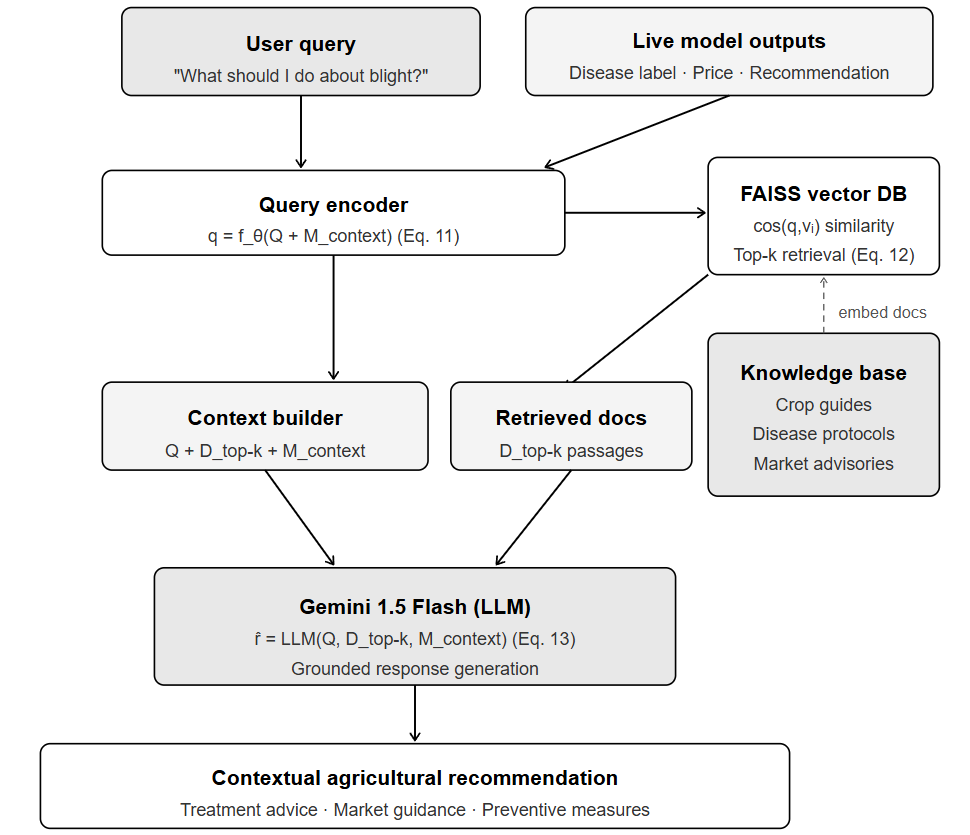 User query
"What should I do about blight?"
Live model outputs
Disease label · Price · Recommendation
Query encoder
q = f_θ(Q + M_context) (Eq. 11)
FAISS vector DB
cos(q,vᵢ) similarity
Top-k retrieval (Eq. 12)
embed docs
Knowledge base
Crop guides
Disease protocols
Market advisories
Context builder
Q + D_top-k + M_context
Retrieved docs
D_top-k passages
Gemini 1.5 Flash (LLM)
r̂ = LLM(Q, D_top-k, M_context) (Eq. 13)
Grounded response generation
Contextual agricultural recommendation
Treatment advice · Market guidance · Preventive measures